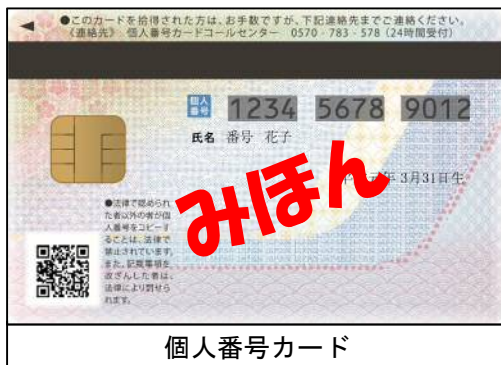 ●このカードを拾得された方は、お手数ですが、下記連絡先までご連絡ください。
《連絡先》 個人番号カードコールセンター 0570-783-578(24時間受付)
個人番号 1234 5678 9012
氏名 番号 花子
元年 3月31日生
みほん
●法律で認められ
た者以外の者が個
人番号をコピーす
ることは、法律で
禁止されています。
また、記載事項を
改ざんした者は、
法律により罰せら
れます。
個人番号カード